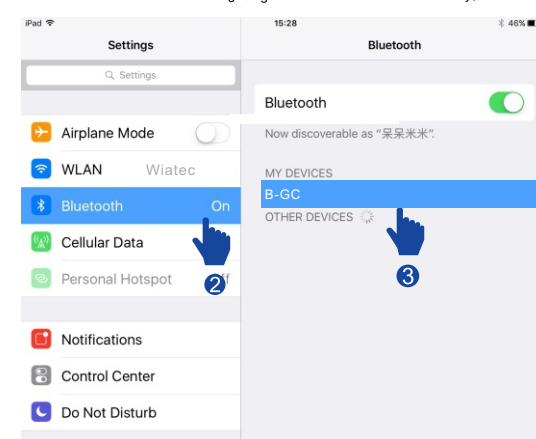 iPad 15:28 46%
Settings
Settings
Airplane Mode
WLAN Wiatec
Bluetooth On
Cellular Data
Personal Hotspot
Notifications
Control Center
Do Not Disturb
Bluetooth
Bluetooth
Now discoverable as “呆呆米米”.
MY DEVICES
B-GC
OTHER DEVICES
2
3